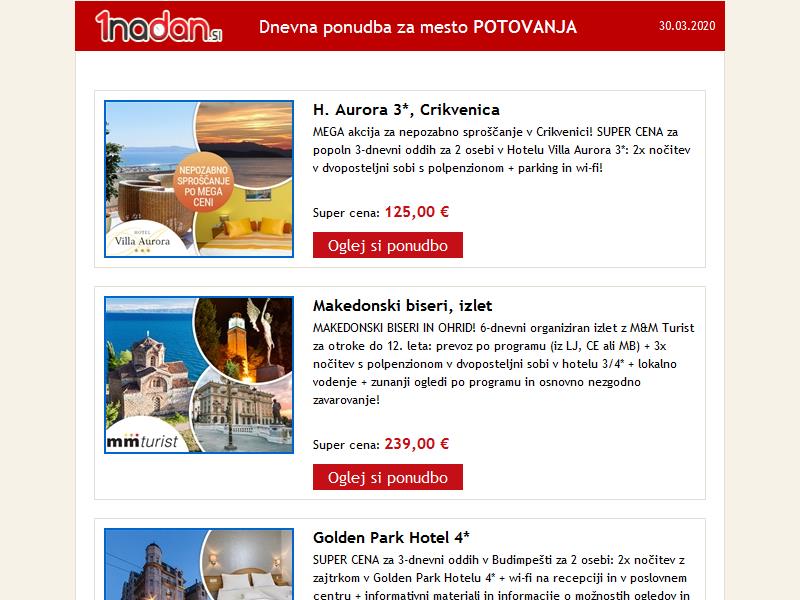 1nadan.si
Dnevna ponudba za mesto POTOVANJA
30.03.2020
NEPOZABNO
SPROŠČANJE
PO MEGA
CENI
HOTEL
Villa Aurora
H. Aurora 3*, Crikvenica
MEGA akcija za nepozabno sproščanje v Crikvenici! SUPER CENA za
popoln 3-dnevni oddih za 2 osebi v Hotelu Villa Aurora 3*: 2x nočitev
v dvoposteljni sobi s polpenzionom + parking in wi-fi!
Super cena: 125,00 €
Oglej si ponudbo
mmturist
Makedonski biseri, izlet
MAKEDONSKI BISERI IN OHRID! 6-dnevni organiziran izlet z M&M Turist
za otroke do 12. leta: prevoz po programu (iz LJ, CE ali MB) + 3x
nočitev s polpenzionom v dvoposteljni sobi v hotelu 3/4* + lokalno
vodenje + zunanji ogledi po programu in osnovno nezgodno
zavarovanje!
Super cena: 239,00 €
Oglej si ponudbo
Golden Park Hotel 4*
SUPER CENA za 3-dnevni oddih v Budimpešti za 2 osebi: 2x nočitev z
zajtrkom v Golden Park Hotelu 4* + wi-fi na recepciji in v poslovnem
centru + informativni materiali in informacije o možnostih ogledov in